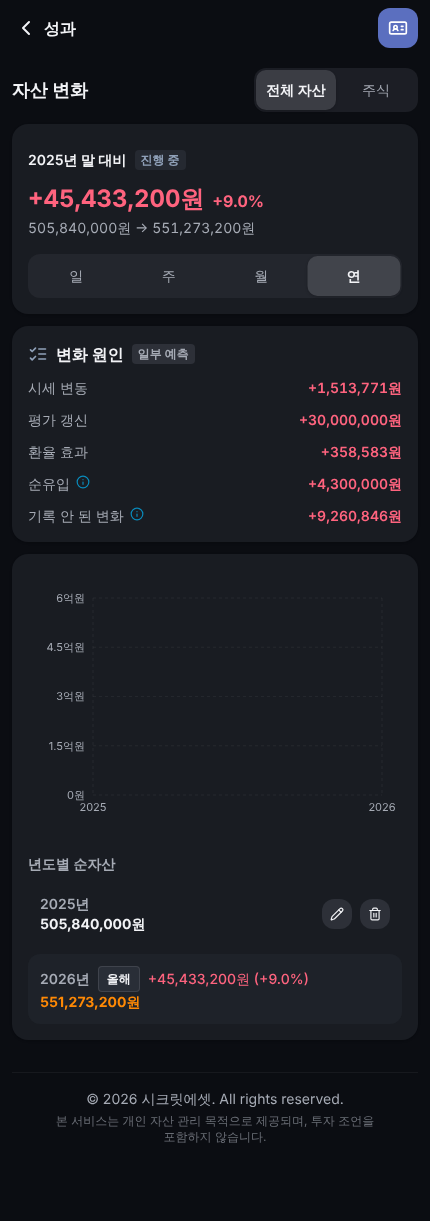 성과
자산 변화
전체 자산 주식
2025년 말 대비 진행 중
+45,433,200원 +9.0%
505,840,000원 → 551,273,200원
일 주 월 연
변화 원인 일부 예측
시세 변동 +1,513,771원
평가 갱신 +30,000,000원
환율 효과 +358,583원
순유입 +4,300,000원
기록 안 된 변화 +9,260,846원
6억원
4.5억원
3억원
1.5억원
0원
2025 2026
년도별 순자산
2025년
505,840,000원
2026년 올해 +45,433,200원 (+9.0%)
551,273,200원
© 2026 시크릿에셋. All rights reserved.
본 서비스는 개인 자산 관리 목적으로 제공되며, 투자 조언을
포함하지 않습니다.